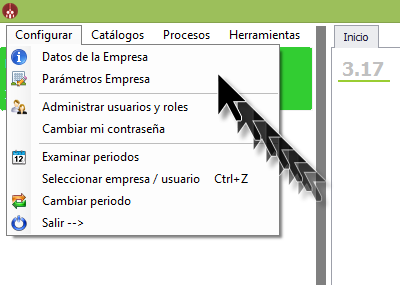 Configurar Catálogos Procesos Herramientas
Inicio
Datos de la Empresa
3.17
Parámetros Empresa
Administrar usuarios y roles
Cambiar mi contraseña
12 Examinar periodos
Seleccionar empresa / usuario Ctrl+Z
Cambiar periodo
Salir -->